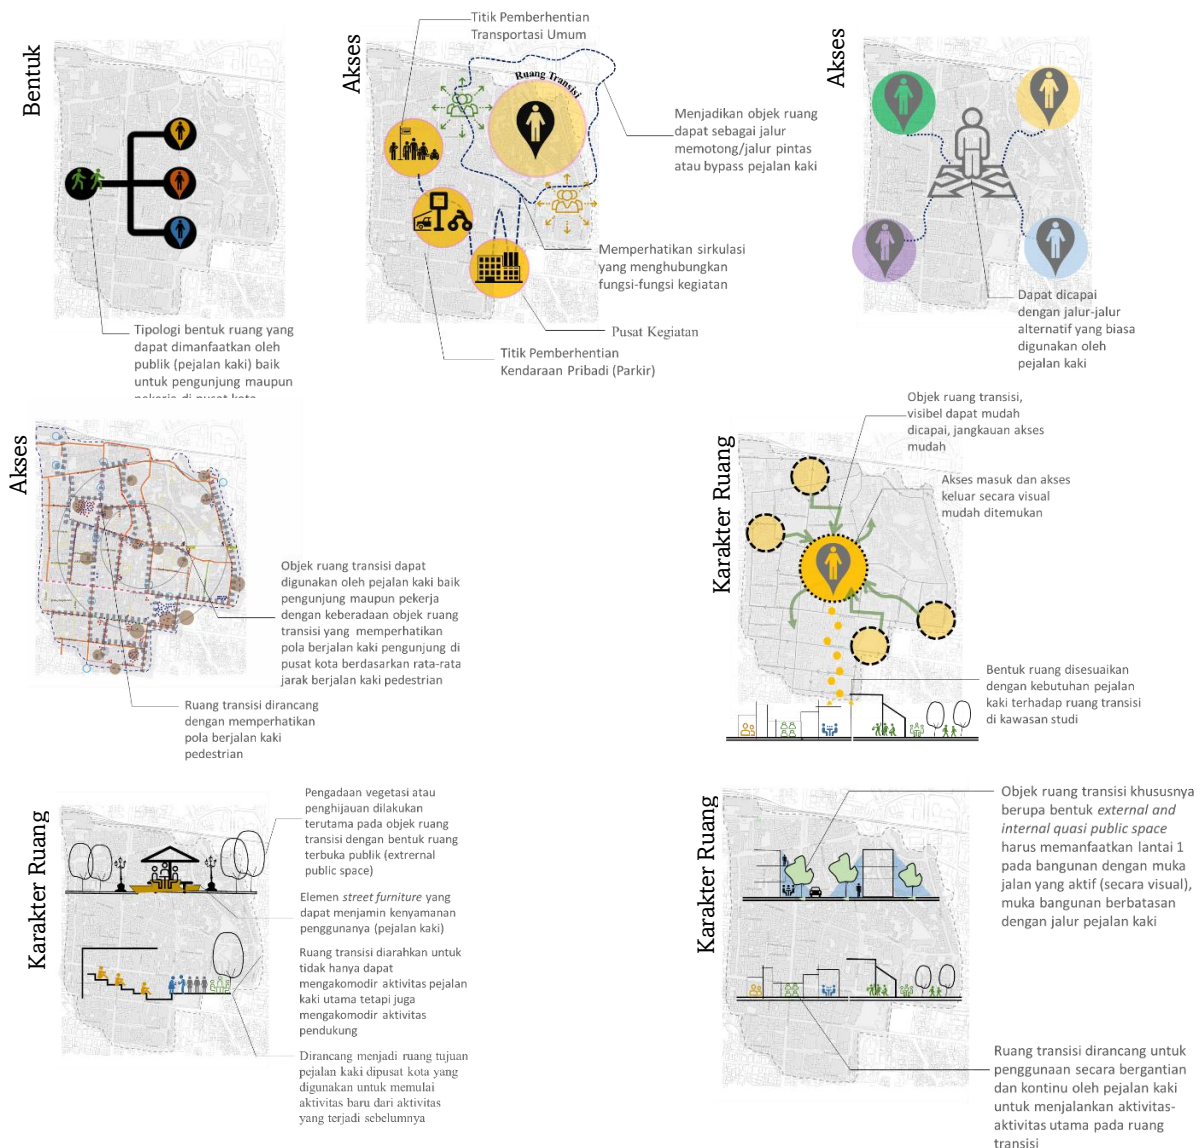 Bentuk
Tipologi bentuk ruang yang
dapat dimanfaatkan oleh
publik (pejalan kaki) baik
untuk pengunjung maupun
pekerja di pusat kota
Akses
Titik Pemberhentian
Transportasi Umum
Ruang Transisi
Menjadikan objek ruang
dapat sebagai jalur
memotong/jalur pintas
atau bypass pejalan kaki
Memperhatikan sirkulasi
yang menghubungkan
fungsi-fungsi kegiatan
Pusat Kegiatan
Titik Pemberhentian
Kendaraan Pribadi (Parkir)
Akses
Dapat dicapai
dengan jalur-jalur
alternatif yang biasa
digunakan oleh
pejalan kaki
Akses
Objek ruang transisi dapat
digunakan oleh pejalan kaki baik
pengunjung maupun pekerja
dengan keberadaan objek ruang
transisi yang memperhatikan
pola berjalan kaki pengunjung di
pusat kota berdasarkan rata-rata
jarak berjalan kaki pedestrian
Ruang transisi dirancang
dengan memperhatikan
pola berjalan kaki
pedestrian
Karakter Ruang
Objek ruang transisi,
visibel dapat mudah
dicapai, jangkauan akses
mudah
Akses masuk dan akses
keluar secara visual
mudah ditemukan
Bentuk ruang disesuaikan
dengan kebutuhan pejalan
kaki terhadap ruang transisi
di kawasan studi
Karakter Ruang
Pengadaan vegetasi atau
penghijauan dilakukan
terutama pada objek ruang
transisi dengan bentuk ruang
terbuka publik (extrernal
public space)
Elemen street furniture yang
dapat menjamin kenyamanan
penggunanya (pejalan kaki)
Ruang transisi diarahkan untuk
tidak hanya dapat
mengakomodir aktivitas pejalan
kaki utama tetapi juga
mengakomodir aktivitas
pendukung
Dirancang menjadi ruang tujuan
pejalan kaki dipusat kota yang
digunakan untuk memulai
aktivitas baru dari aktivitas
yang terjadi sebelumnya
Karakter Ruang
Objek ruang transisi khususnya
berupa bentuk external and
internal quasi public space
harus memanfaatkan lantai 1
pada bangunan dengan muka
jalan yang aktif (secara visual),
muka bangunan berbatasan
dengan jalur pejalan kaki
Ruang transisi dirancang untuk
penggunaan secara bergantian
dan kontinu oleh pejalan kaki
untuk menjalankan aktivitas-
aktivitas utama pada ruang
transisi